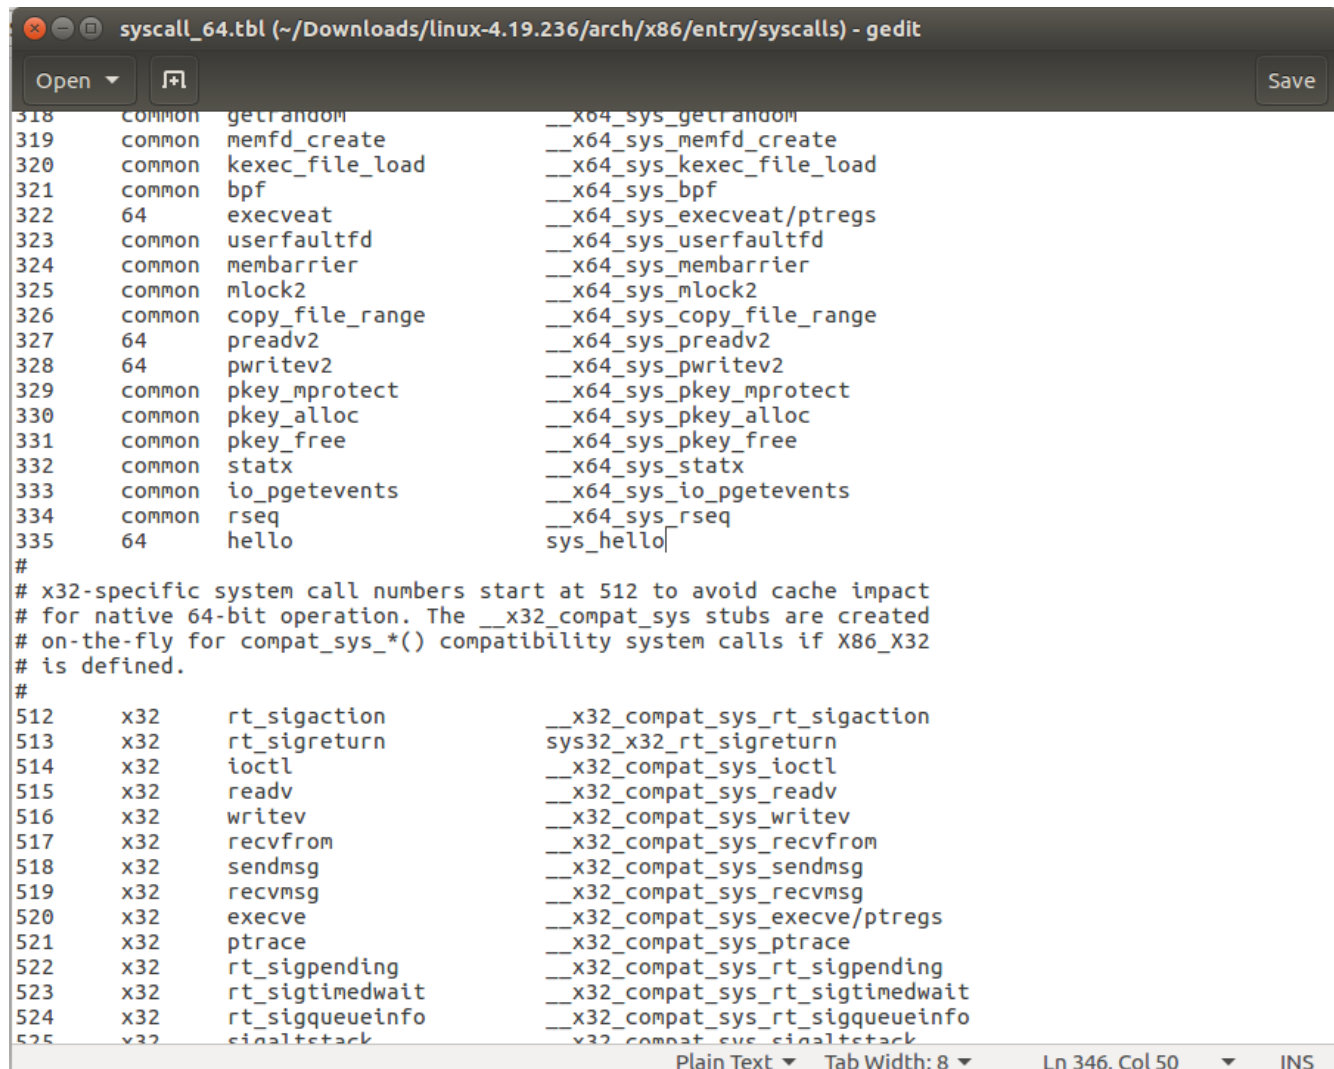 syscall_64.tbl (~/Downloads/linux-4.19.236/arch/x86/entry/syscalls) - gedit
Open Save
318 common getrandom __x64_sys_getrandom
319 common memfd_create __x64_sys_memfd_create
320 common kexec_file_load __x64_sys_kexec_file_load
321 common bpf __x64_sys_bpf
322 64 execveat __x64_sys_execveat/ptregs
323 common userfaultfd __x64_sys_userfaultfd
324 common membarrier __x64_sys_membarrier
325 common mlock2 __x64_sys_mlock2
326 common copy_file_range __x64_sys_copy_file_range
327 64 preadv2 __x64_sys_preadv2
328 64 pwritev2 __x64_sys_pwritev2
329 common pkey_mprotect __x64_sys_pkey_mprotect
330 common pkey_alloc __x64_sys_pkey_alloc
331 common pkey_free __x64_sys_pkey_free
332 common statx __x64_sys_statx
333 common io_pgetevents __x64_sys_io_pgetevents
334 common rseq __x64_sys_rseq
335 64 hello sys_hello
#
# x32-specific system call numbers start at 512 to avoid cache impact
# for native 64-bit operation. The __x32_compat_sys stubs are created
# on-the-fly for compat_sys_*() compatibility system calls if X86_X32
# is defined.
#
512 x32 rt_sigaction __x32_compat_sys_rt_sigaction
513 x32 rt_sigreturn sys32_x32_rt_sigreturn
514 x32 ioctl __x32_compat_sys_ioctl
515 x32 readv __x32_compat_sys_readv
516 x32 writev __x32_compat_sys_writev
517 x32 recvfrom __x32_compat_sys_recvfrom
518 x32 sendmsg __x32_compat_sys_sendmsg
519 x32 recvmsg __x32_compat_sys_recvmsg
520 x32 execve __x32_compat_sys_execve/ptregs
521 x32 ptrace __x32_compat_sys_ptrace
522 x32 rt_sigpending __x32_compat_sys_rt_sigpending
523 x32 rt_sigtimedwait __x32_compat_sys_rt_sigtimedwait
524 x32 rt_sigqueueinfo __x32_compat_sys_rt_sigqueueinfo
525 x32 sigaltstack __x32_compat_sys_sigaltstack
Plain Text Tab Width: 8 Ln 346, Col 50 INS